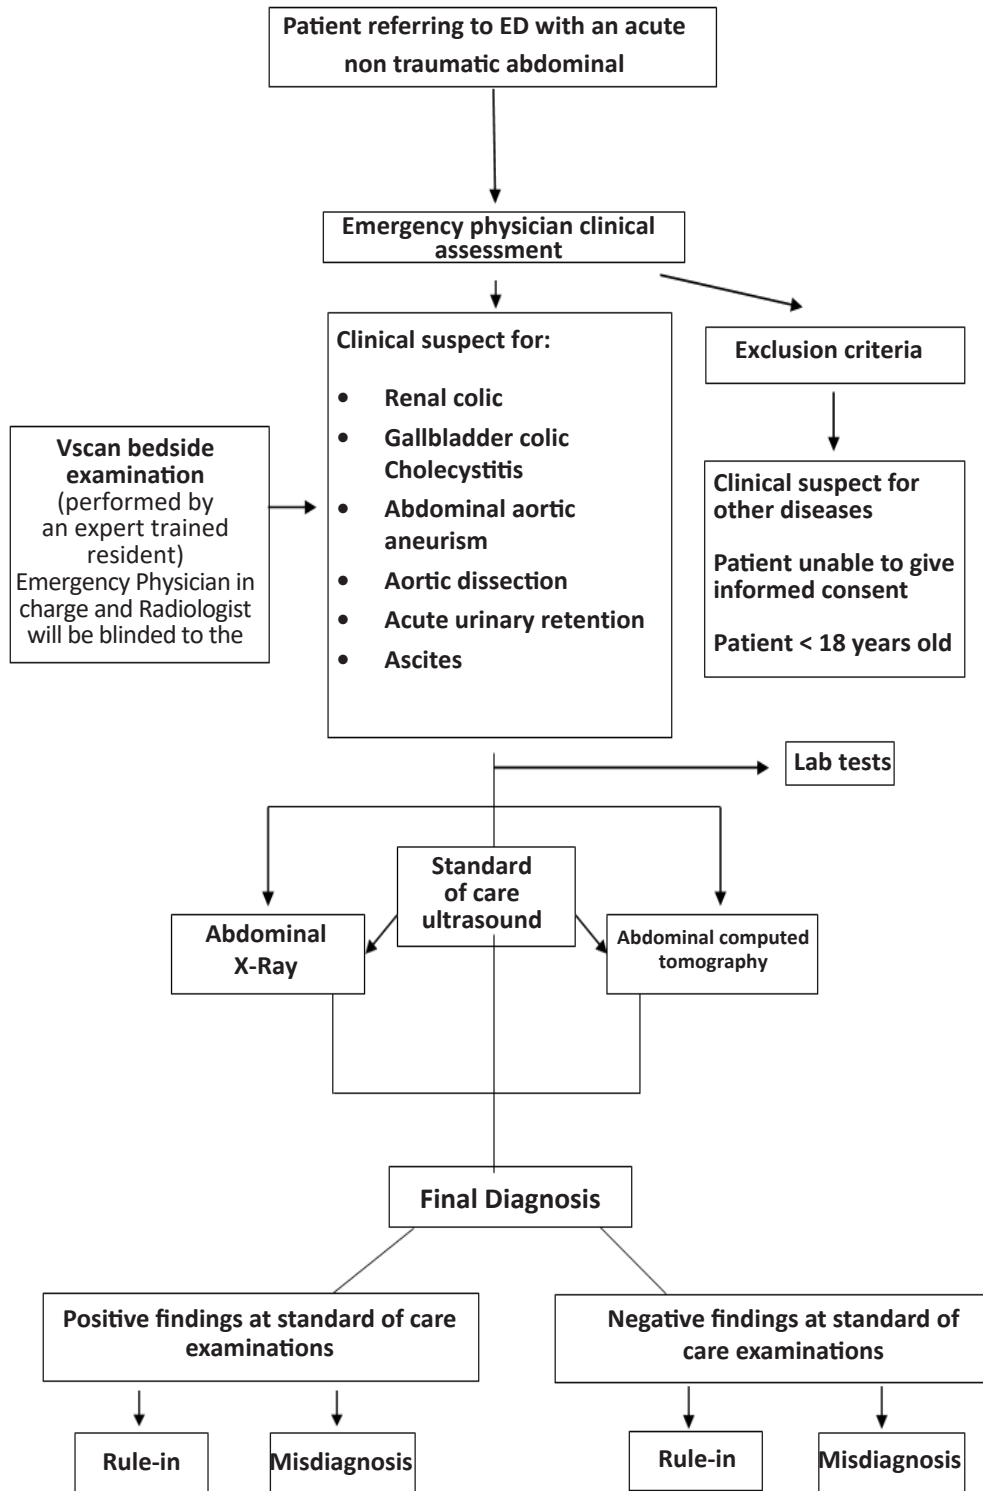 Patient referring to ED with an acute
non traumatic abdominal
Emergency physician clinical
assessment
Clinical suspect for:
• Renal colic
• Gallbladder colic
Cholecystitis
• Abdominal aortic
aneurism
• Aortic dissection
• Acute urinary retention
• Ascites
Exclusion criteria
Vscan bedside
examination
(performed by
an expert trained
resident)
Emergency Physician in
charge and Radiologist
will be blinded to the
Clinical suspect for
other diseases
Patient unable to give
informed consent
Patient < 18 years old
Lab tests
Standard
of care
ultrasound
Abdominal
X-Ray
Abdominal computed
tomography
Final Diagnosis
Positive findings at standard of care
examinations
Negative findings at standard of
care examinations
Rule-in
Misdiagnosis
Rule-in
Misdiagnosis